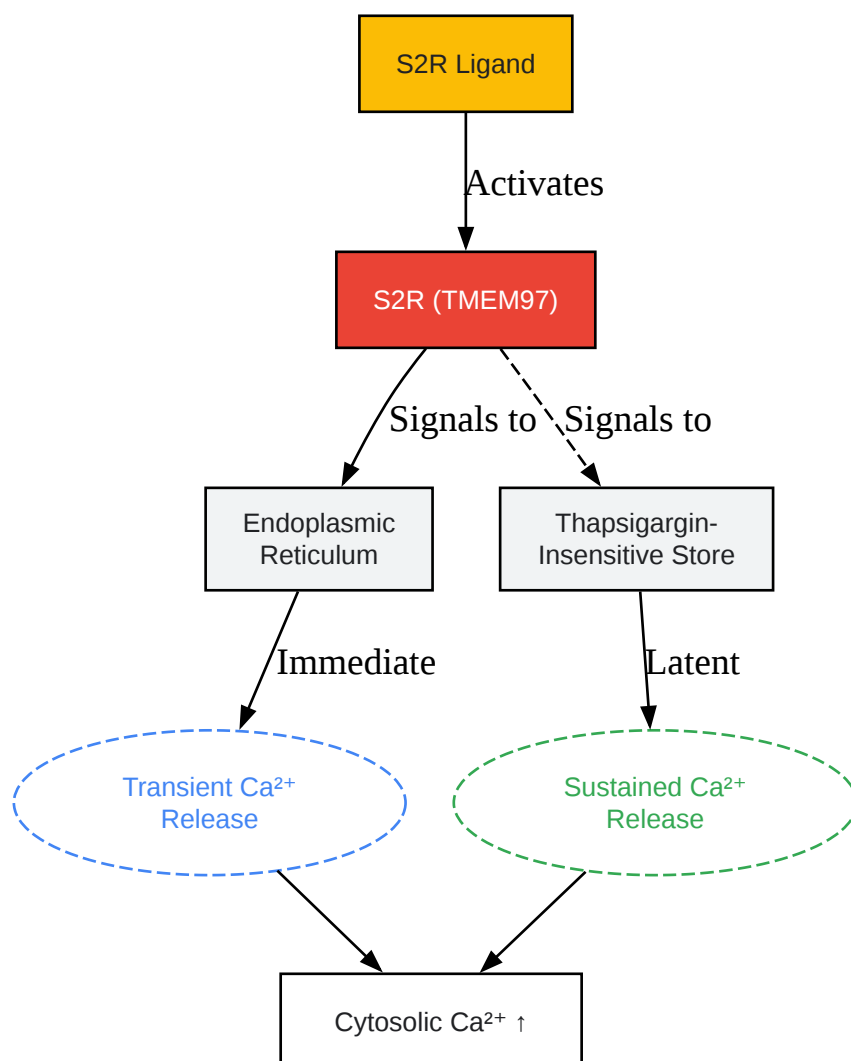 S2R Ligand
Activates
S2R (TMEM97)
Signals to
Signals to
Endoplasmic
Reticulum
Thapsigargin-
Insensitive Store
Immediate
Latent
Transient Ca²⁺
Release
Sustained Ca²⁺
Release
Cytosolic Ca²⁺ ↑